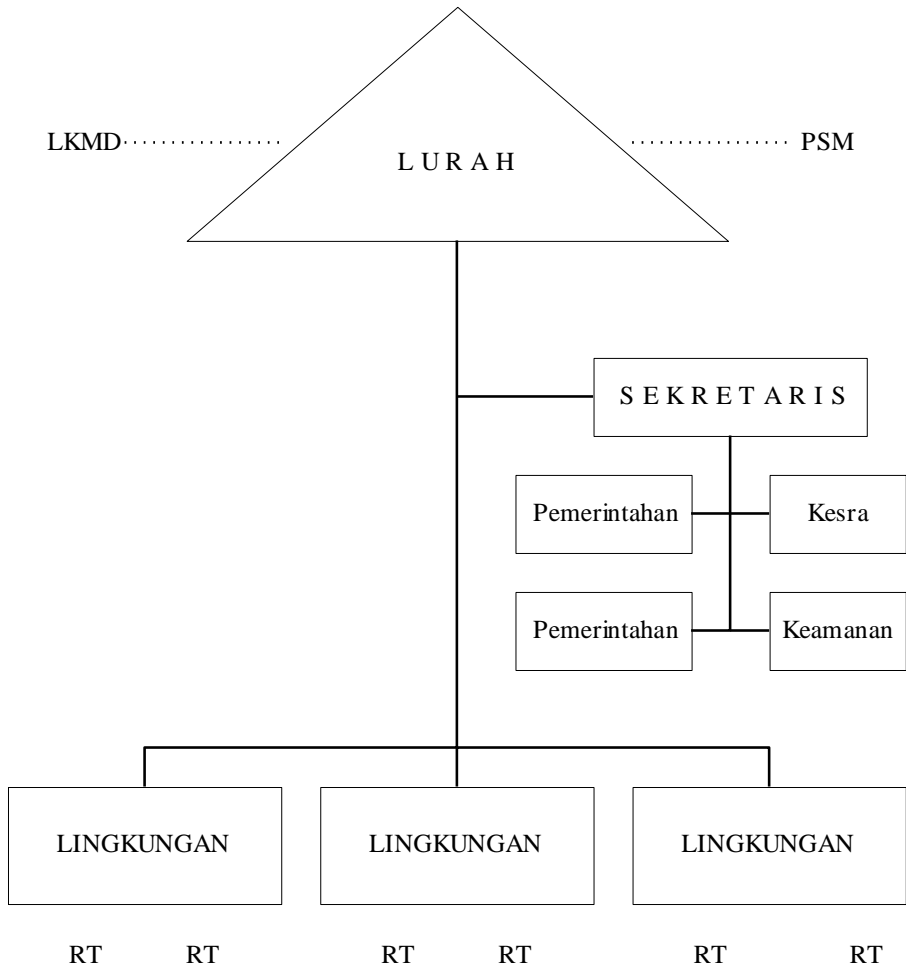 LKMD
PSM
L U R A H
S E K R E T A R I S
Pemerintahan
Kesra
Pemerintahan
Keamanan
LINGKUNGAN
LINGKUNGAN
LINGKUNGAN
RT
RT
RT
RT
RT
RT